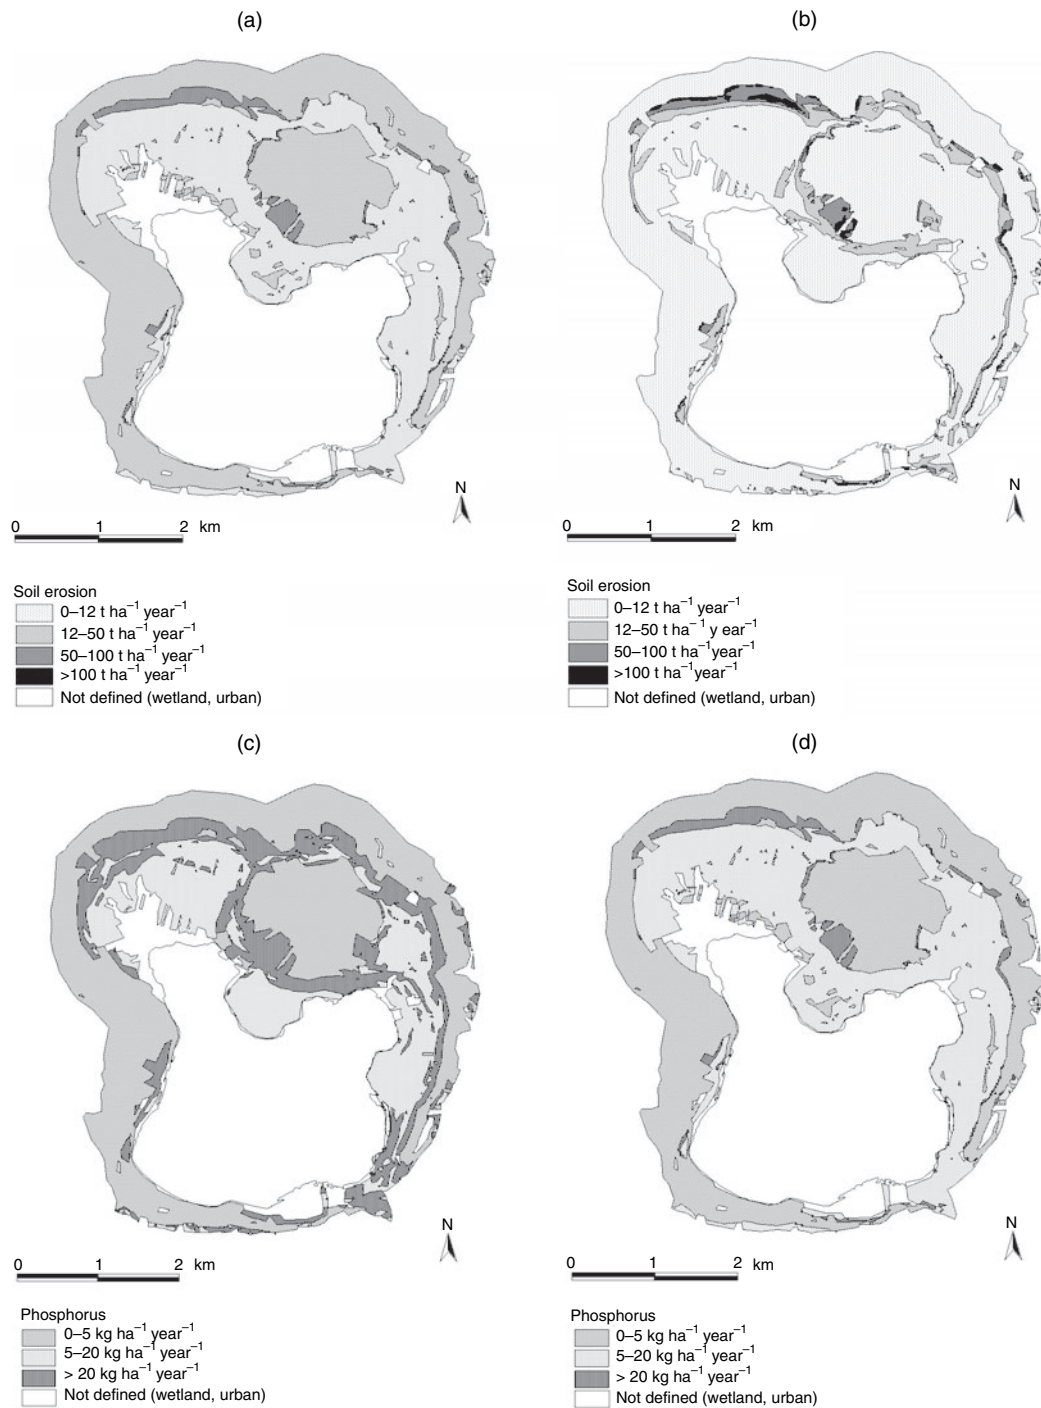 (a)
(b)
N
0 1 2 km
N
0 1 2 km
Soil erosion
0–12 t ha⁻¹ year⁻¹
12–50 t ha⁻¹ year⁻¹
50–100 t ha⁻¹ year⁻¹
>100 t ha⁻¹ year⁻¹
Not defined (wetland, urban)
Soil erosion
0–12 t ha⁻¹ year⁻¹
12–50 t ha⁻¹ y ear⁻¹
50–100 t ha⁻¹year⁻¹
>100 t ha⁻¹year⁻¹
Not defined (wetland, urban)
(c)
(d)
N
0 1 2 km
N
0 1 2 km
Phosphorus
0–5 kg ha⁻¹ year⁻¹
5–20 kg ha⁻¹ year⁻¹
> 20 kg ha⁻¹ year⁻¹
Not defined (wetland, urban)
Phosphorus
0–5 kg ha⁻¹ year⁻¹
5–20 kg ha⁻¹ year⁻¹
> 20 kg ha⁻¹ year⁻¹
Not defined (wetland, urban)